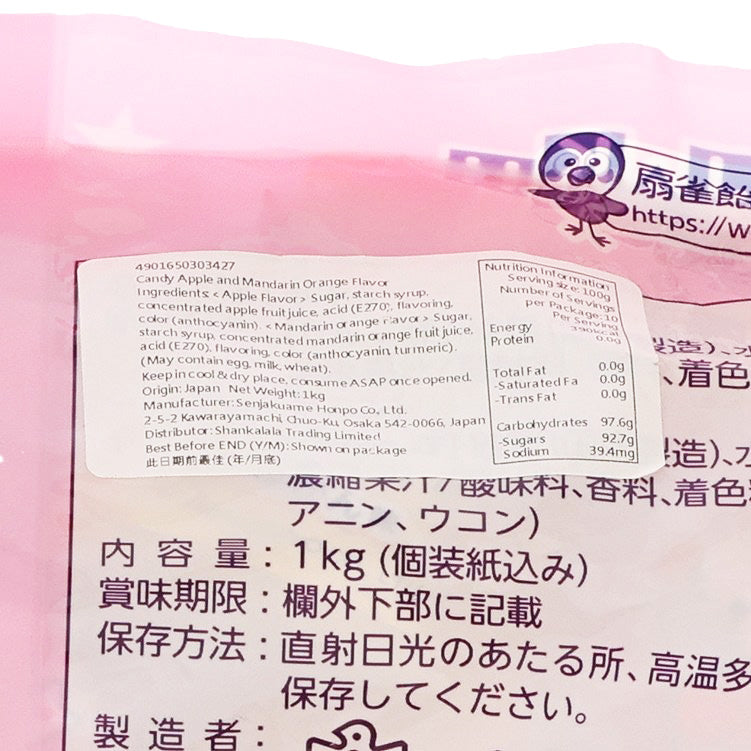 扇雀飴
https://w
4901650303427
Candy Apple and Mandarin Orange Flavor
Ingredients: < Apple Flavor > Sugar, starch syrup,
concentrated apple fruit juice, acid (E270), flavoring,
color (anthocyanin). < Mandarin orange flavor > Sugar,
starch syrup, concentrated mandarin orange fruit juice,
acid (E270), flavoring, color (anthocyanin, turmeric).
(May contain egg, milk, wheat).
Keep in cool & dry place, consume ASAP once opened.
Origin: Japan Net Weight: 1kg
Manufacturer: Senjakuame Honpo Co., Ltd.
2-5-2 Kawarayamachi, Chuo-Ku, Osaka 542-0066, Japan
Distributor: Shankalala Trading Limited
Best Before END (Y/M): Shown on package
此日期前最佳 (年/月底)
Nutrition Information
Serving size: 100g
Number of Servings
per Package: 10
Per Serving
Energy 390kcal
Protein 0.0g
Total Fat 0.0g
-Saturated Fa 0.0g
-Trans Fat 0.0g
Carbohydrates 97.6g
-Sugars 92.7g
Sodium 39.4mg
製造)、水
、着色
製造)、水
濃縮果汁/酸味料、香料、着色料
アニン、ウコン)
内容量：1kg (個装紙込み)
賞味期限：欄外下部に記載
保存方法：直射日光のあたる所、高温多
保存してください。
製造者：